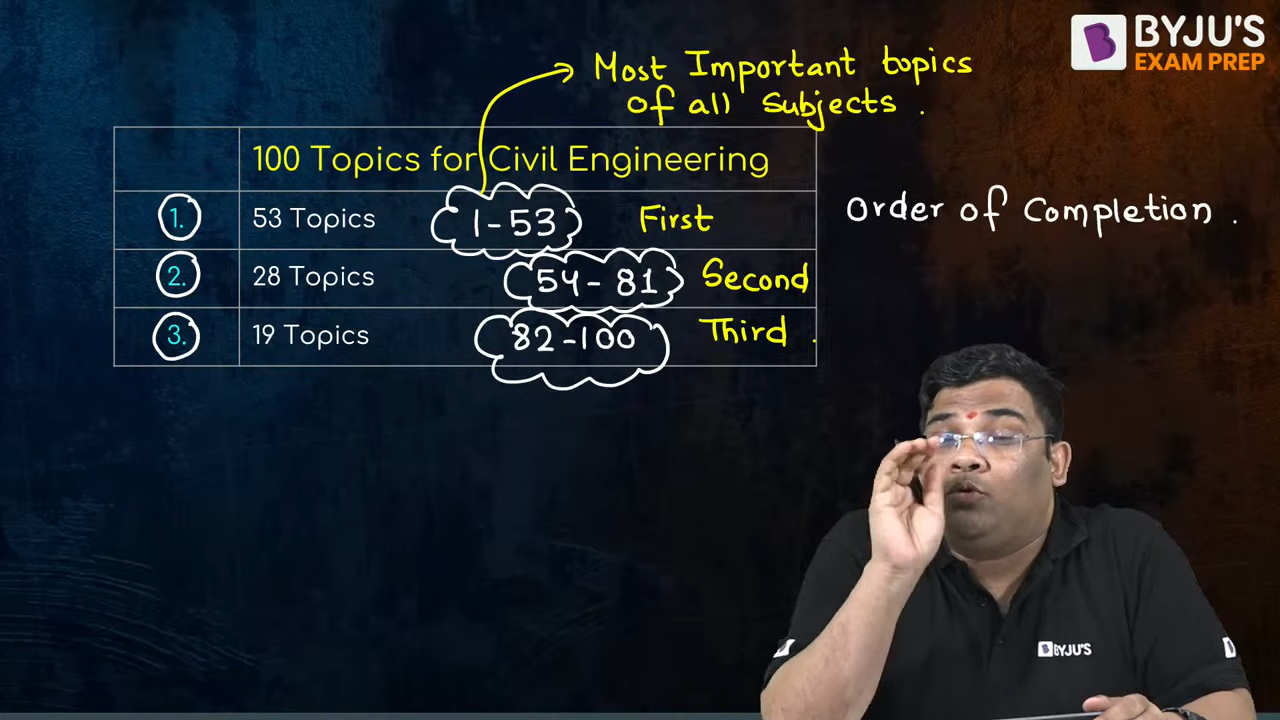 BYJU'S
EXAM PREP
Most Important topics
of all Subjects.
100 Topics for Civil Engineering
1. 53 Topics 1-53 First
Order of Completion.
2. 28 Topics 54-81 Second
3. 19 Topics 82-100 Third.
BYJU'S